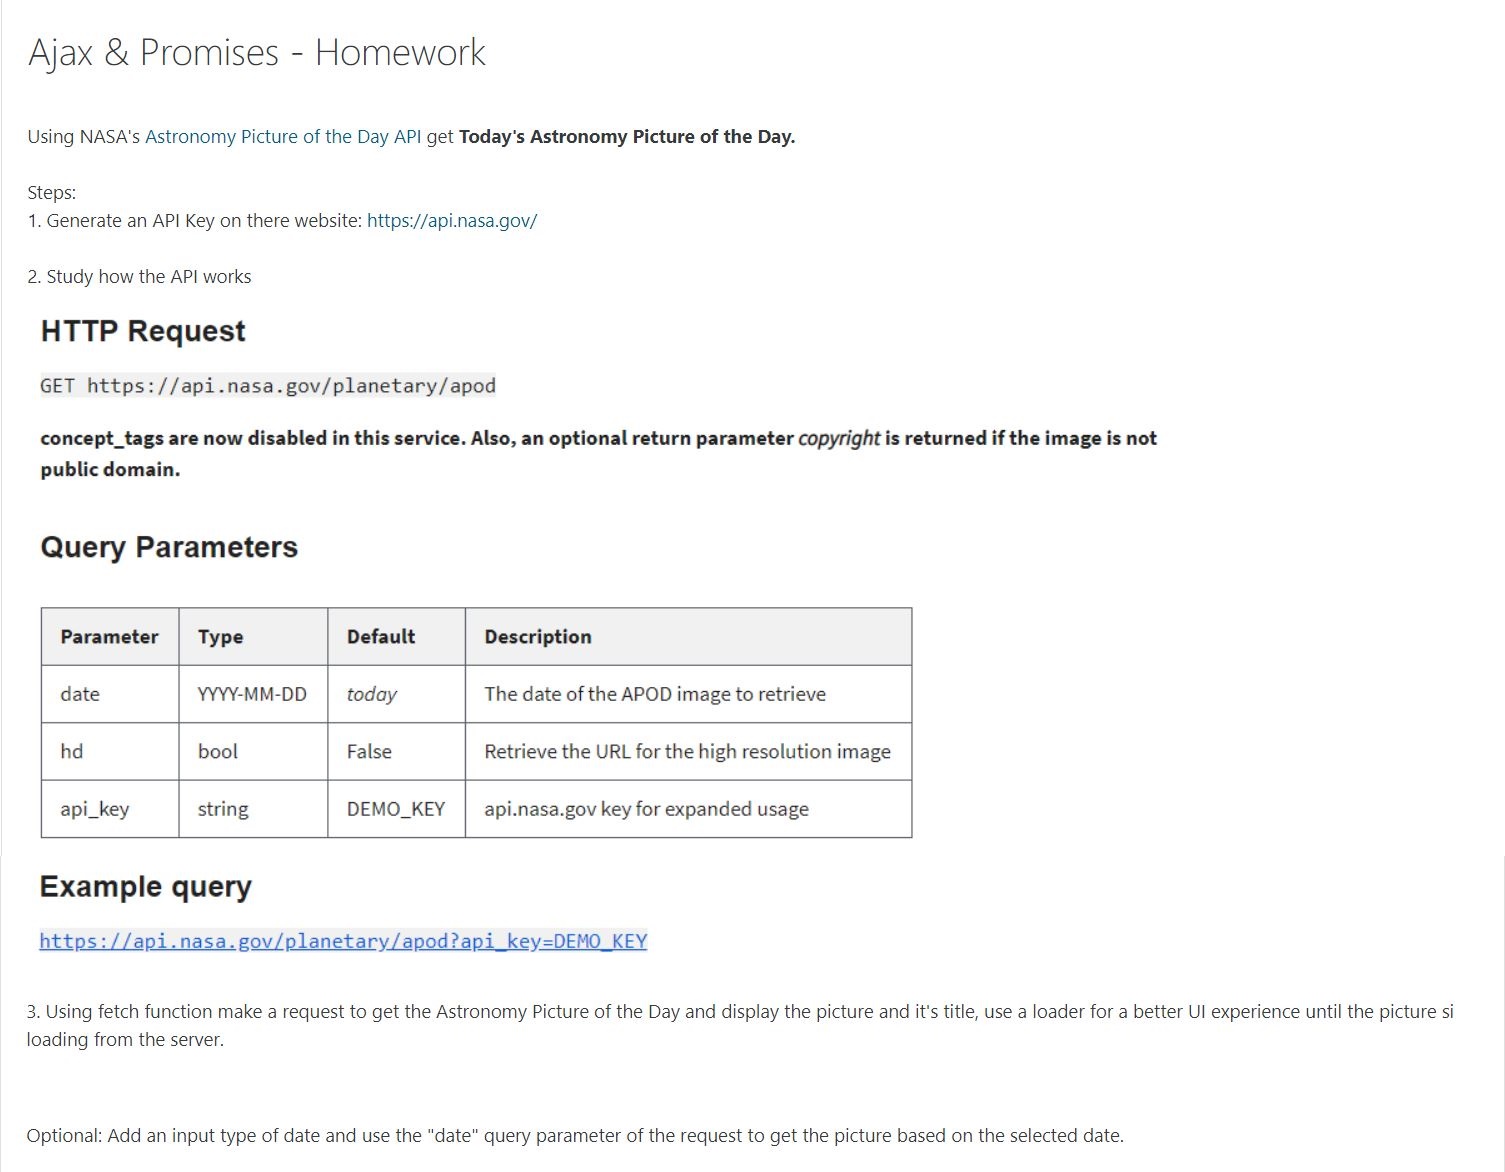 Ajax & Promises - Homework
Using NASA's Astronomy Picture of the Day API get Today's Astronomy Picture of the Day.
Steps:
1. Generate an API Key on there website: https://api.nasa.gov/
2. Study how the API works
HTTP Request
GET https://api.nasa.gov/planetary/apod
concept_tags are now disabled in this service. Also, an optional return parameter copyright is returned if the image is not
public domain.
Query Parameters
Parameter Type Default Description
date YYYY-MM-DD today The date of the APOD image to retrieve
hd bool False Retrieve the URL for the high resolution image
api_key string DEMO_KEY api.nasa.gov key for expanded usage
Example query
https://api.nasa.gov/planetary/apod?api_key=DEMO_KEY
3. Using fetch function make a request to get the Astronomy Picture of the Day and display the picture and it's title, use a loader for a better UI experience until the picture si
loading from the server.
Optional: Add an input type of date and use the "date" query parameter of the request to get the picture based on the selected date.